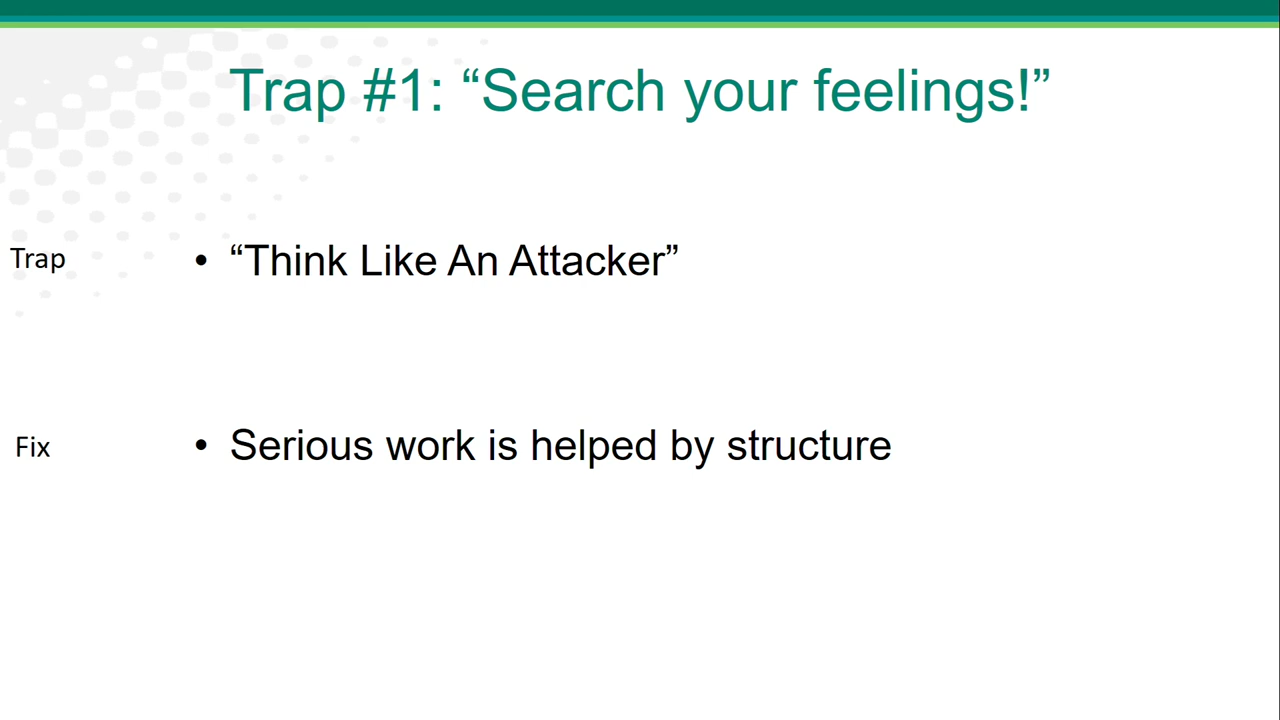 Trap #1: “Search your feelings!”
Trap
• “Think Like An Attacker”
Fix
• Serious work is helped by structure